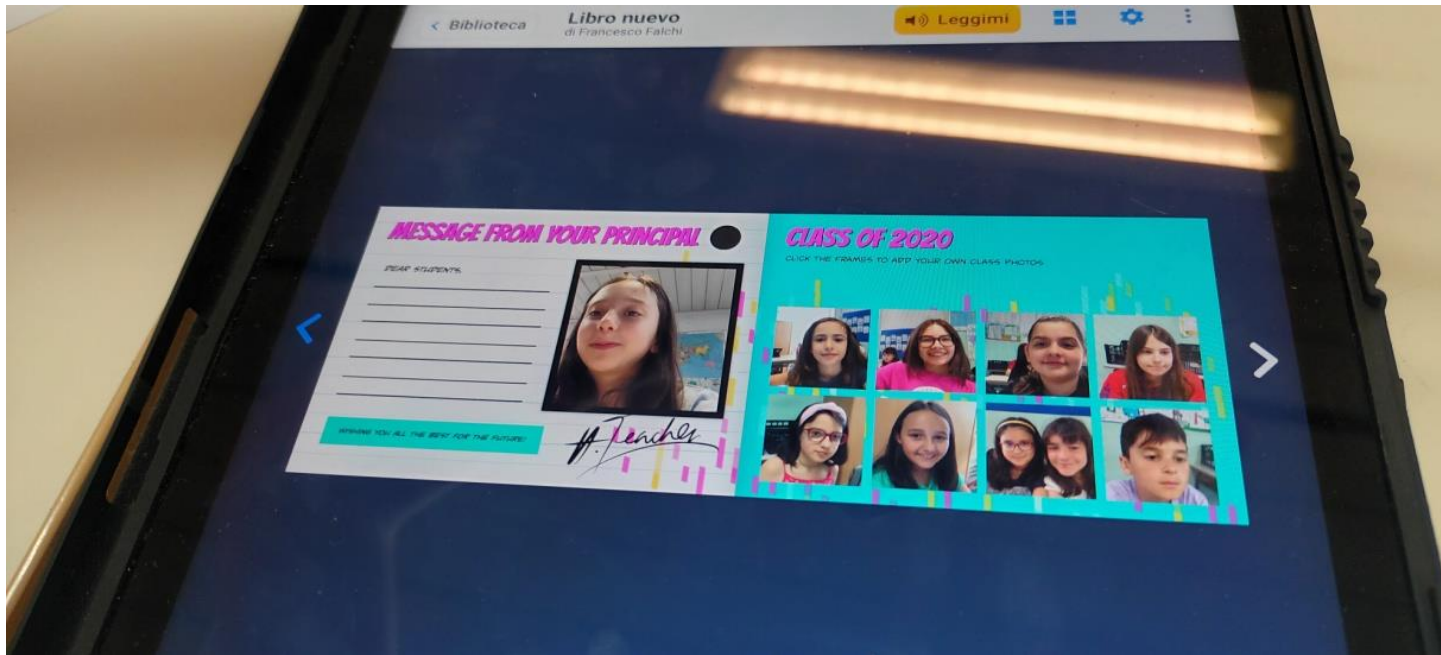 Biblioteca
Libro nuevo
di Francesco Falchi
Leggimi
MESSAGE FROM YOUR PRINCIPAL
DEAR STUDENTS,
WISHING YOU ALL THE BEST FOR THE FUTURE!
A. Teacher
CLASS OF 2020
CLICK THE FRAMES TO ADD YOUR OWN CLASS PHOTOS